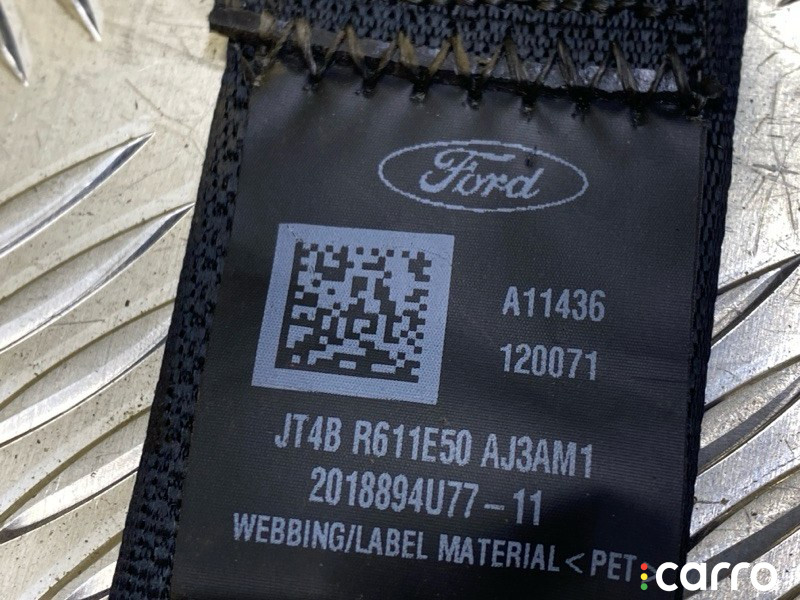 Ford
A11436
120071
JT4B R611E50 AJ3AM1
2018894U77-11
WEBBING/LABEL MATERIAL < PET >
carro